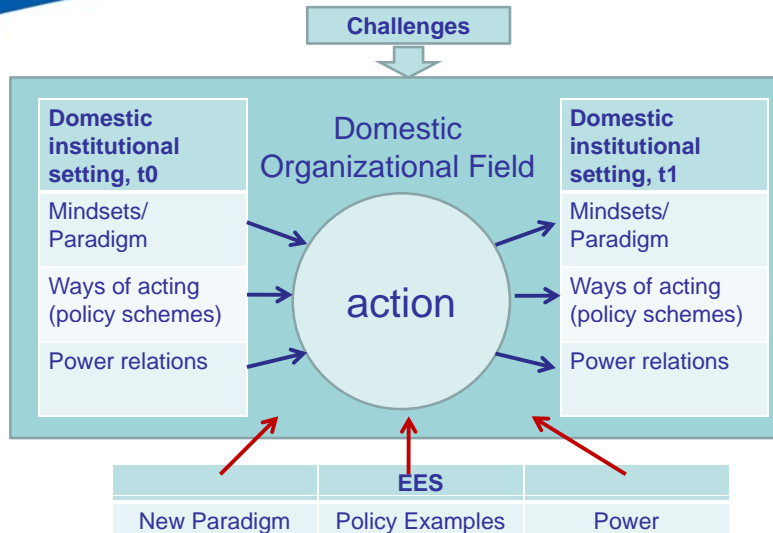 Challenges
Domestic
institutional
setting, t0
Mindsets/
Paradigm
Ways of acting
(policy schemes)
Power relations
Domestic
Organizational Field
action
Domestic
institutional
setting, t1
Mindsets/
Paradigm
Ways of acting
(policy schemes)
Power relations
EES
New Paradigm
Policy Examples
Power